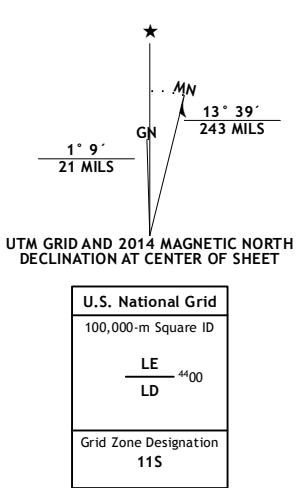 ★
MN
GN
13° 39´
243 MILS
1° 9´
21 MILS
UTM GRID AND 2014 MAGNETIC NORTH
DECLINATION AT CENTER OF SHEET
U.S. National Grid
100,000-m Square ID
LE
⁴⁴00
LD
Grid Zone Designation
11S